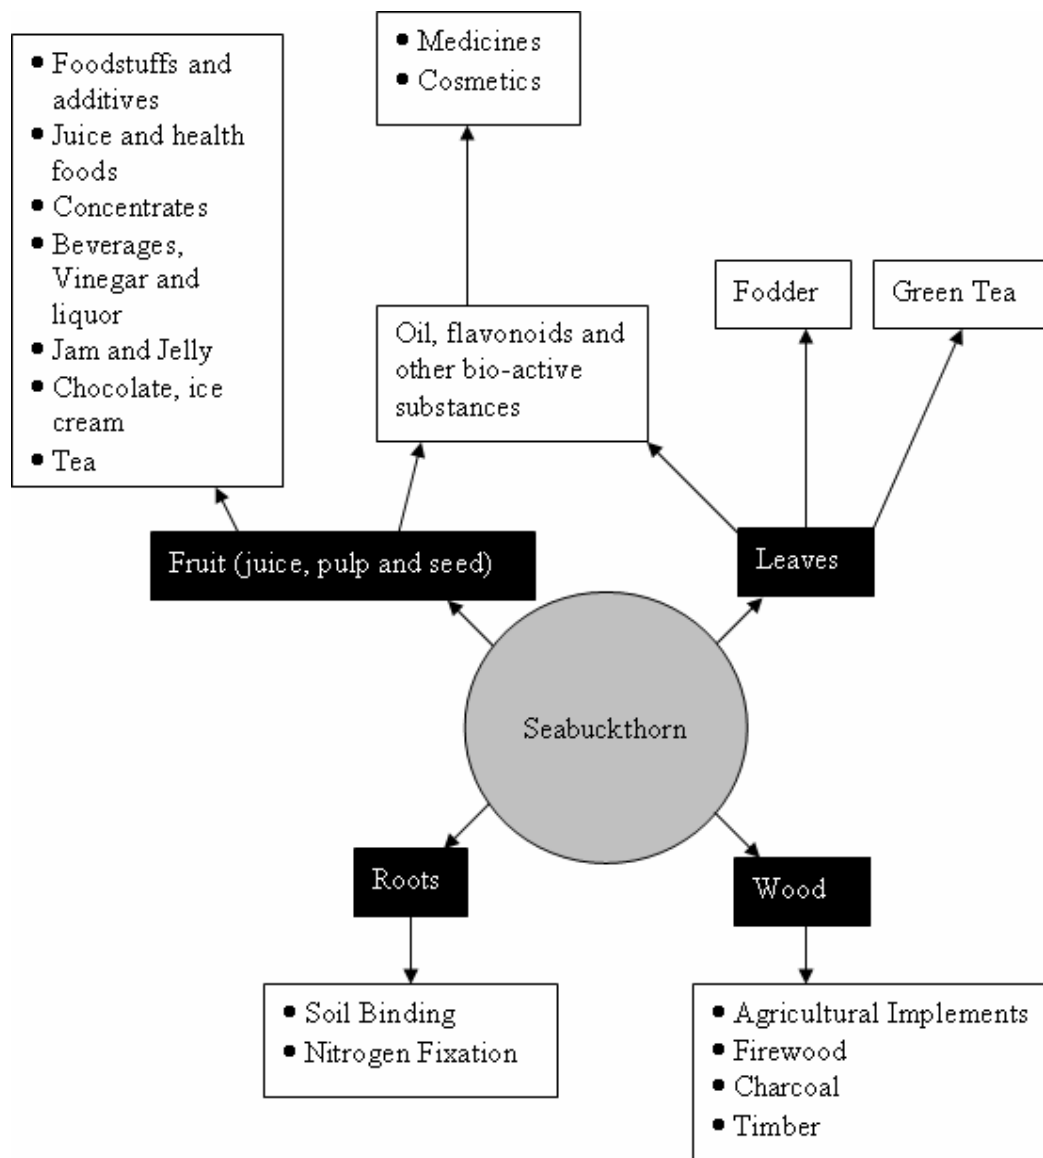 • Foodstuffs and
additives
• Juice and health
foods
• Concentrates
• Beverages,
Vinegar and
liquor
• Jam and Jelly
• Chocolate, ice
cream
• Tea
• Medicines
• Cosmetics
Oil, flavonoids and
other bio-active
substances
Fodder
Green Tea
Fruit (juice, pulp and seed)
Leaves
Seabuckthorn
Roots
Wood
• Soil Binding
• Nitrogen Fixation
• Agricultural Implements
• Firewood
• Charcoal
• Timber